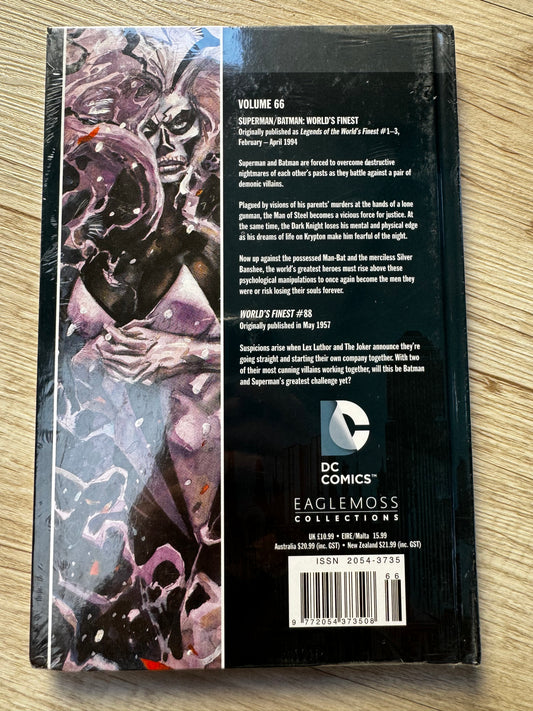 VOLUME 66
SUPERMAN/BATMAN: WORLD'S FINEST
Originally published as Legends of the World's Finest #1–3,
February – April 1994
Superman and Batman are forced to overcome destructive
nightmares of each other's pasts as they battle against a pair of
demonic villains.
Plagued by visions of his parents' murders at the hands of a lone
gunman, the Man of Steel becomes a vicious force for justice. At
the same time, the Dark Knight loses his mental and physical edge
as his dreams of life on Krypton make him fearful of the night.
Now up against the possessed Man-Bat and the merciless Silver
Banshee, the world's greatest heroes must rise above these
psychological manipulations to once again become the men they
were or risk losing their souls forever.
WORLD'S FINEST #88
Originally published in May 1957
Suspicions arise when Lex Luthor and The Joker announce they're
going straight and starting their own company together. With two
of their most cunning villains working together, will this be Batman
and Superman's greatest challenge yet?
DC
DC
COMICS™
EAGLEMOSS
COLLECTIONS
UK £10.99 • EIRE/Malta 15.99
Australia $20.99 (inc. GST) • New Zealand $21.99 (inc. GST)
ISSN 2054-3735
66
9 772054 373508